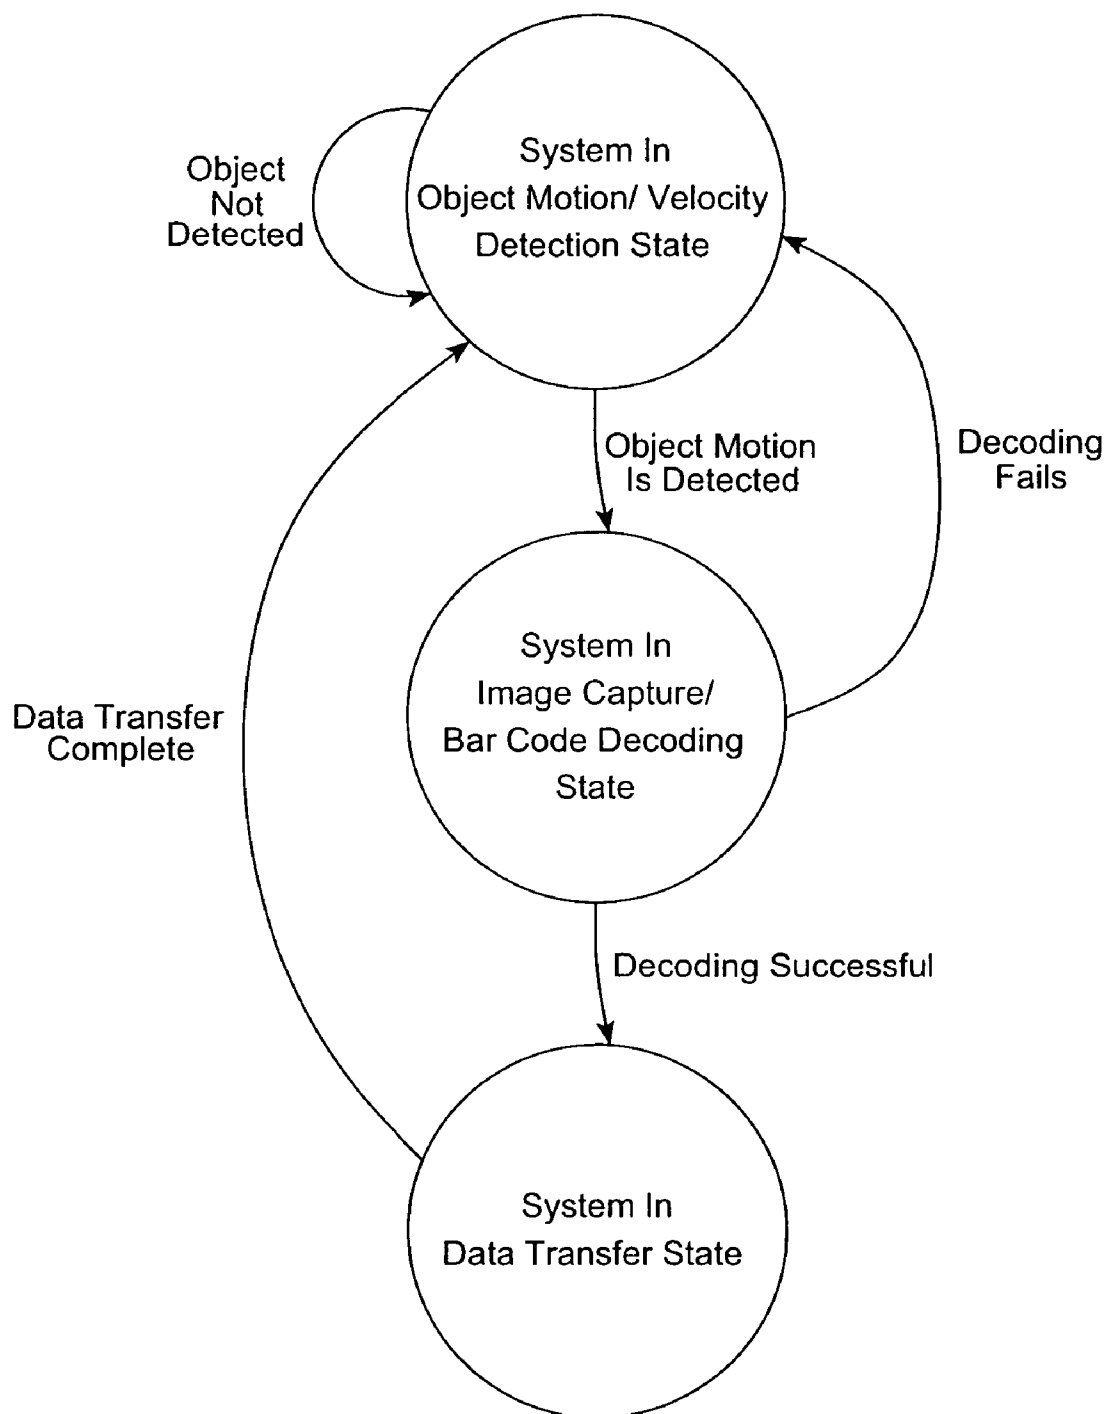 System In
Object Motion/ Velocity
Detection State
Object
Not
Detected
Object Motion
Is Detected
Decoding
Fails
System In
Image Capture/
Bar Code Decoding
State
Data Transfer
Complete
Decoding Successful
System In
Data Transfer State